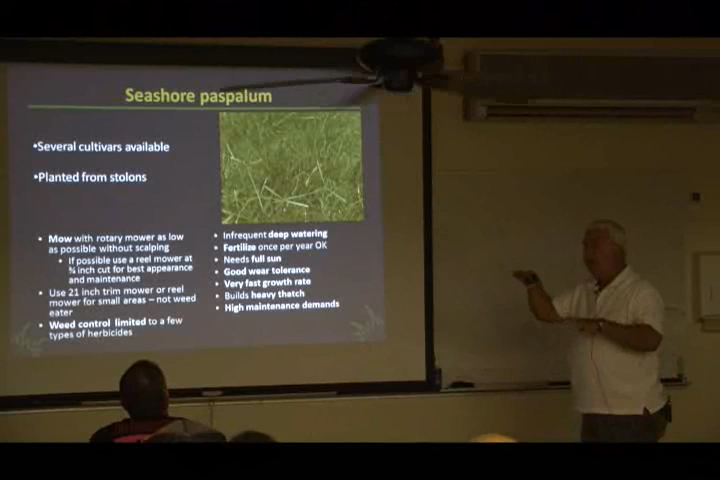 Seashore paspalum
•Several cultivars available
•Planted from stolons
• Mow with rotary mower as low
as possible without scalping
• If possible use a reel mower at
¾ inch cut for best appearance
and maintenance
• Use 21 inch trim mower or reel
mower for small areas – not weed
eater
• Weed control limited to a few
types of herbicides
• Infrequent deep watering
• Fertilize once per year OK
• Needs full sun
• Good wear tolerance
• Very fast growth rate
• Builds heavy thatch
• High maintenance demands